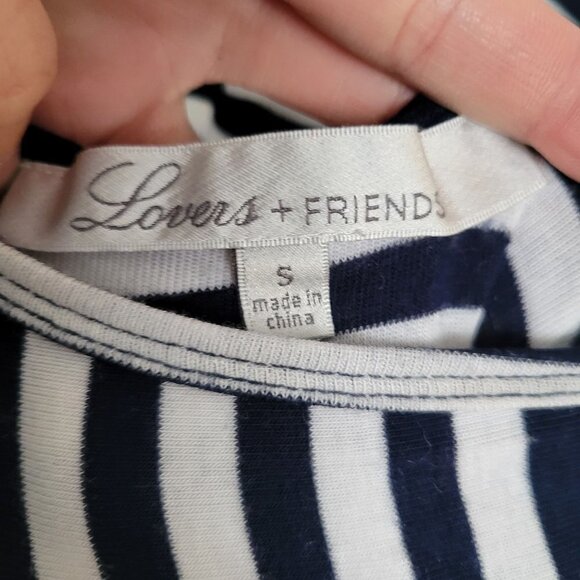 Lovers + FRIENDS
S
made in
china